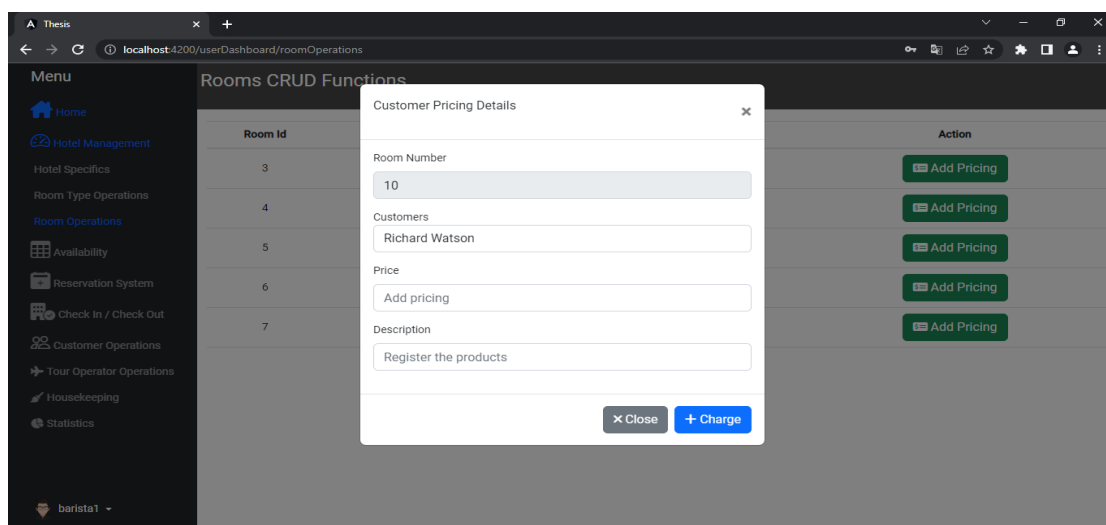 Thesis
localhost:4200/userDashboard/roomOperations
Menu
Rooms CRUD Functions
Home
Hotel Management
Hotel Specifics
Room Type Operations
Room Operations
Availability
Reservation System
Check In / Check Out
Customer Operations
Tour Operator Operations
Housekeeping
Statistics
barista1
Room Id
Action
3
Add Pricing
4
Add Pricing
5
Add Pricing
6
Add Pricing
7
Add Pricing
Customer Pricing Details
×
Room Number
10
Customers
Richard Watson
Price
Add pricing
Description
Register the products
× Close
+ Charge